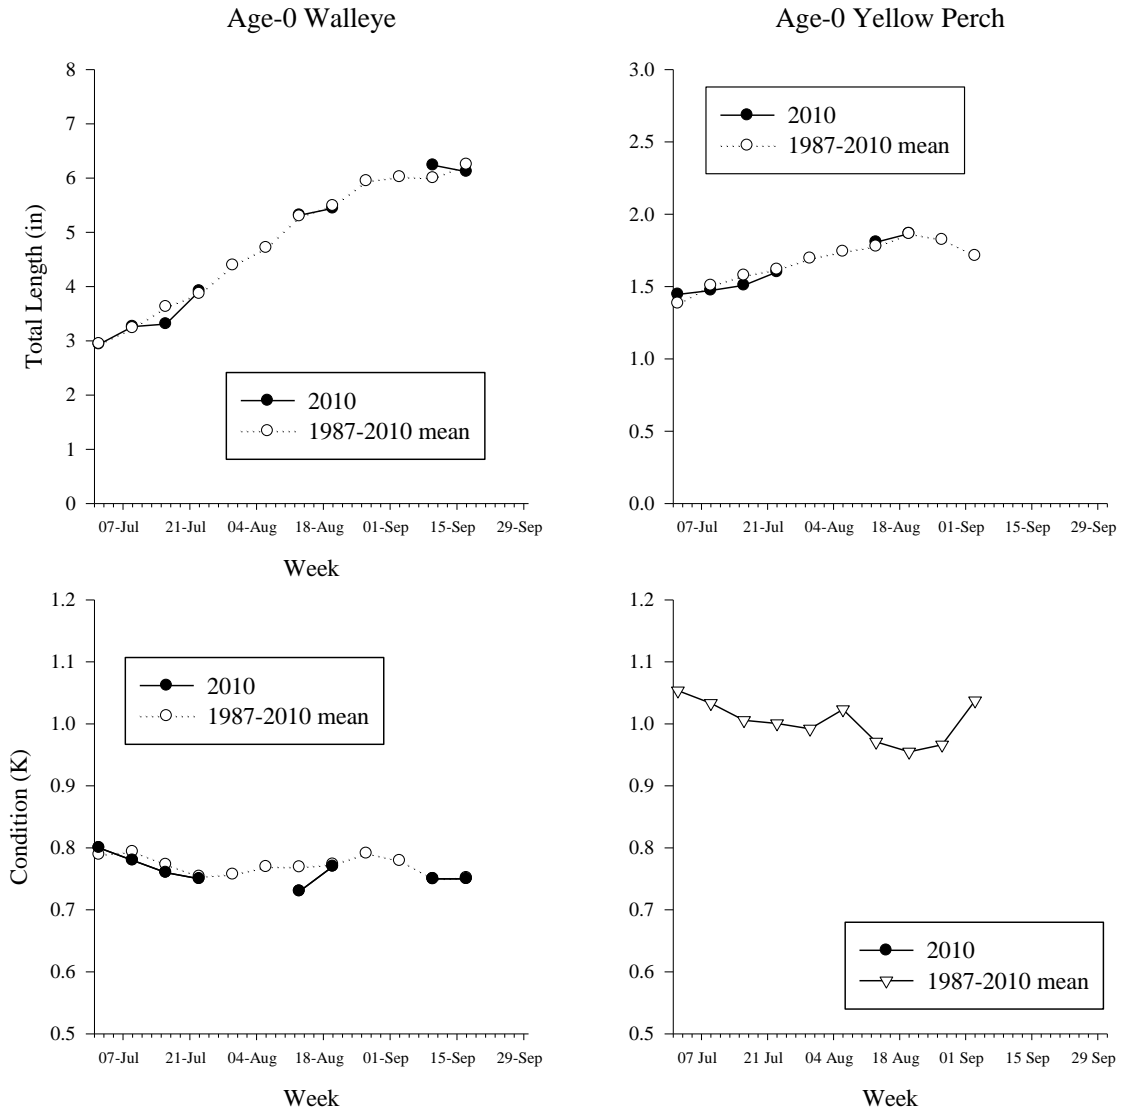 Age-0 Walleye
Age-0 Yellow Perch
8
7
6
5
4
3
2
1
0
Total Length (in)
2010
1987-2010 mean
07-Jul 21-Jul 04-Aug 18-Aug 01-Sep 15-Sep 29-Sep
Week
3.0
2.5
2.0
1.5
1.0
0.5
0.0
2010
1987-2010 mean
07-Jul 21-Jul 04-Aug 18-Aug 01-Sep 15-Sep 29-Sep
1.2
1.1
1.0
0.9
0.8
0.7
0.6
0.5
Condition (K)
2010
1987-2010 mean
07-Jul 21-Jul 04-Aug 18-Aug 01-Sep 15-Sep 29-Sep
Week
1.2
1.1
1.0
0.9
0.8
0.7
0.6
0.5
2010
1987-2010 mean
07-Jul 21-Jul 04-Aug 18 Aug 01-Sep 15-Sep 29-Sep
Week